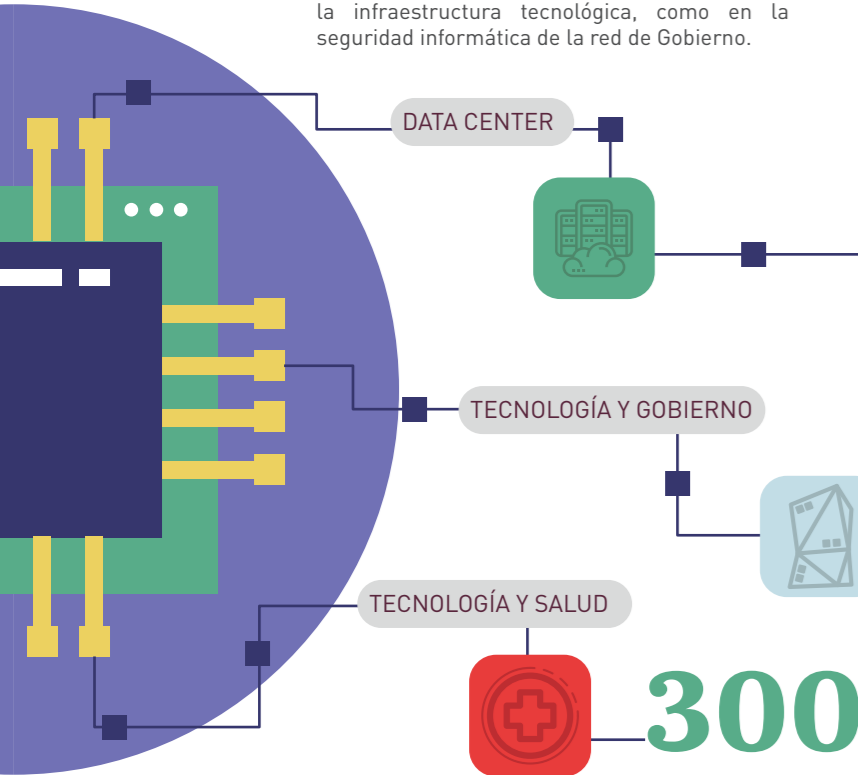 la infraestructura tecnológica, como en la
seguridad informática de la red de Gobierno.
DATA CENTER
TECNOLOGÍA Y GOBIERNO
TECNOLOGÍA Y SALUD
300